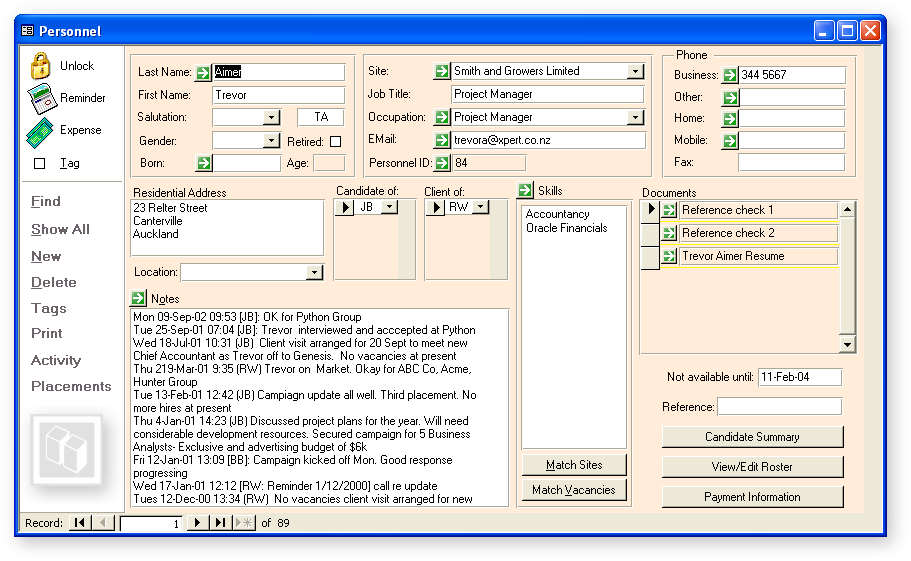 Personnel
Unlock
Reminder
Expense
Tag
Find
Show All
New
Delete
Tags
Print
Activity
Placements
Last Name: Aimer
First Name: Trevor
Salutation: TA
Gender: Retired:
Born: Age:
Site: Smith and Growers Limited
Job Title: Project Manager
Occupation: Project Manager
EMail: trevora@xpert.co.nz
Personnel ID: 84
Phone
Business: 344 5667
Other:
Home:
Mobile:
Fax:
Residential Address
23 Relter Street
Canterville
Auckland
Location:
Candidate of:
JB
Client of:
RW
Skills
Accountancy
Oracle Financials
Match Sites
Match Vacancies
Documents
Reference check 1
Reference check 2
Trevor Aimer Resume
Notes
Mon 09-Sep-02 09:53 [JB]: OK for Python Group
Tue 25-Sep-01 07:04 [JB]: Trevor interviewed and acccepted at Python
Wed 18-Jul-01 10:31 (JB) Client visit arranged for 20 Sept to meet new
Chief Accountant as Trevor off to Genesis. No vacancies at present
Thu 219-Mar-01 9:35 (RW) Trevor on Market. Okay for ABC Co, Acme,
Hunter Group
Tue 13-Feb-01 12:42 (JB) Campaign update all well. Third placement. No
more hires at present
Thu 4-Jan-01 14:23 (JB) Discussed project plans for the year. Will need
considerable development resources. Secured campaign for 5 Business
Analysts- Exclusive and advertising budget of $6k
Fri 12-Jan-01 13:09 [BB]: Campaign kicked off Mon. Good response
progressing
Wed 17-Jan-01 12:12 [RW: Reminder 1/12/2000] call re update
Tues 12-Dec-00 13:34 (RW) No vacancies client visit arranged for new
Not available until: 11-Feb-04
Reference:
Candidate Summary
View/Edit Roster
Payment Information
Record: 1 of 89